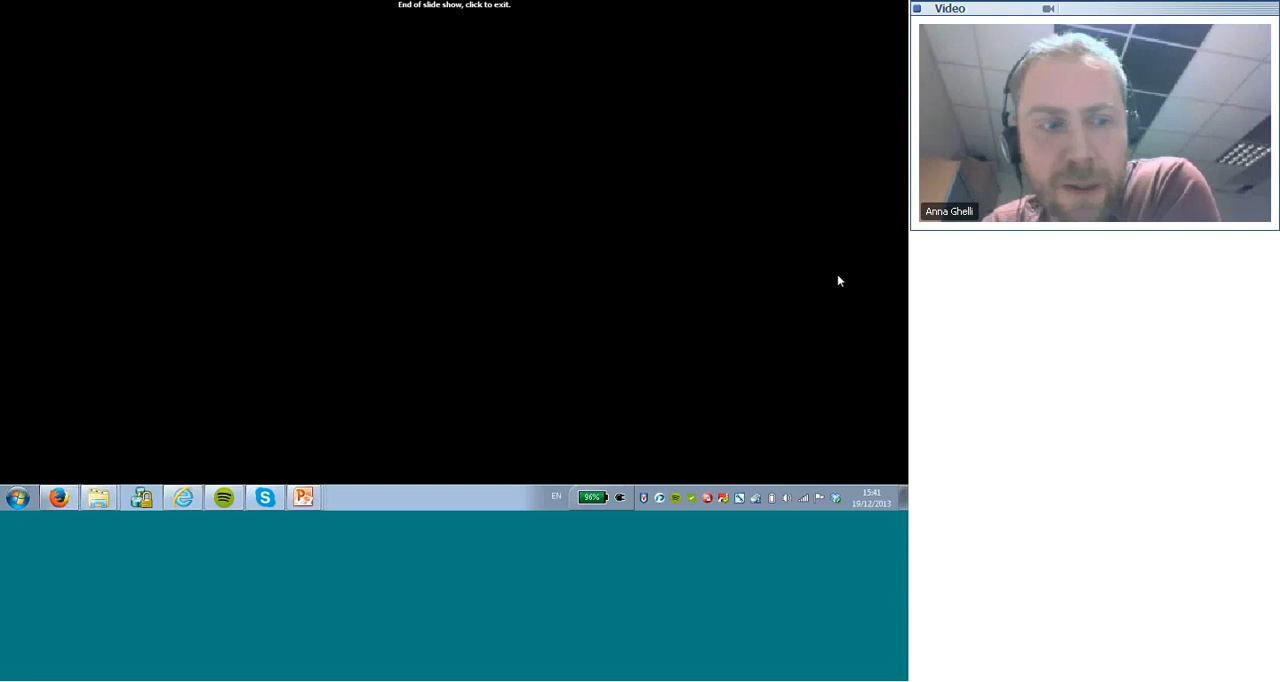 End of slide show, click to exit.
Video
Anna Ghelli
EN
96%
15:41
19/12/2013